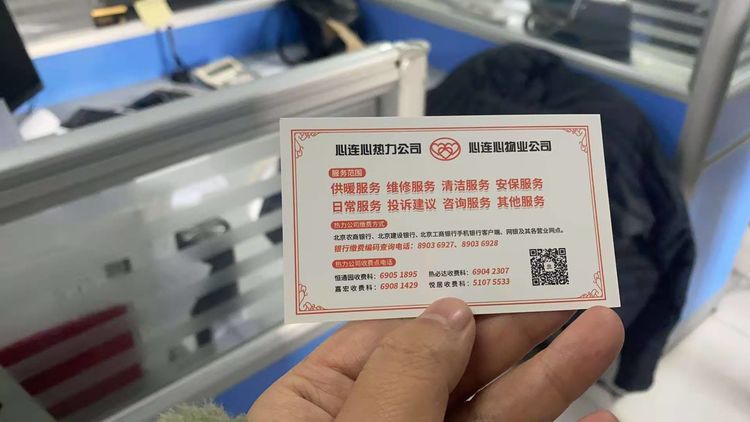 心连心热力公司 心连心物业公司
服务范围
供暖服务 维修服务 清洁服务 安保服务
日常服务 投诉建议 咨询服务 其他服务
热力公司缴费方式
北京农商银行、北京建设银行、北京工商银行手机银行客户端、网银及其各营业网点。
银行缴费编码查询电话：8903 6927、8903 6928
热力公司收费点电话
恒通园收费科：6905 1895 热必达收费科：6904 2307
嘉宏收费科：6908 1429 悦居收费科：5107 5533